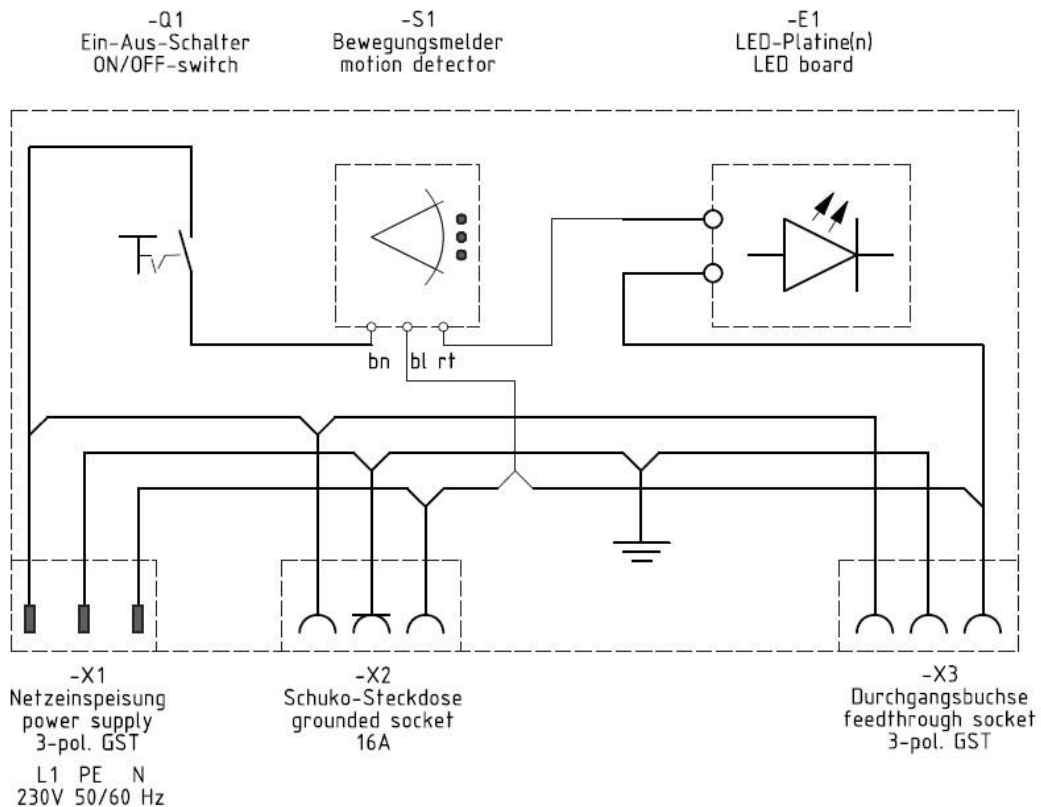 -Q1
Ein-Aus-Schalter
ON/OFF-switch
-S1
Bewegungsmelder
motion detector
-E1
LED-Platine(n)
LED board
bn bl rt
-X1
Netzeinspeisung
power supply
3-pol. GST
L1 PE N
230V 50/60 Hz
-X2
Schuko-Steckdose
grounded socket
16A
-X3
Durchgangsbuchse
feedthrough socket
3-pol. GST